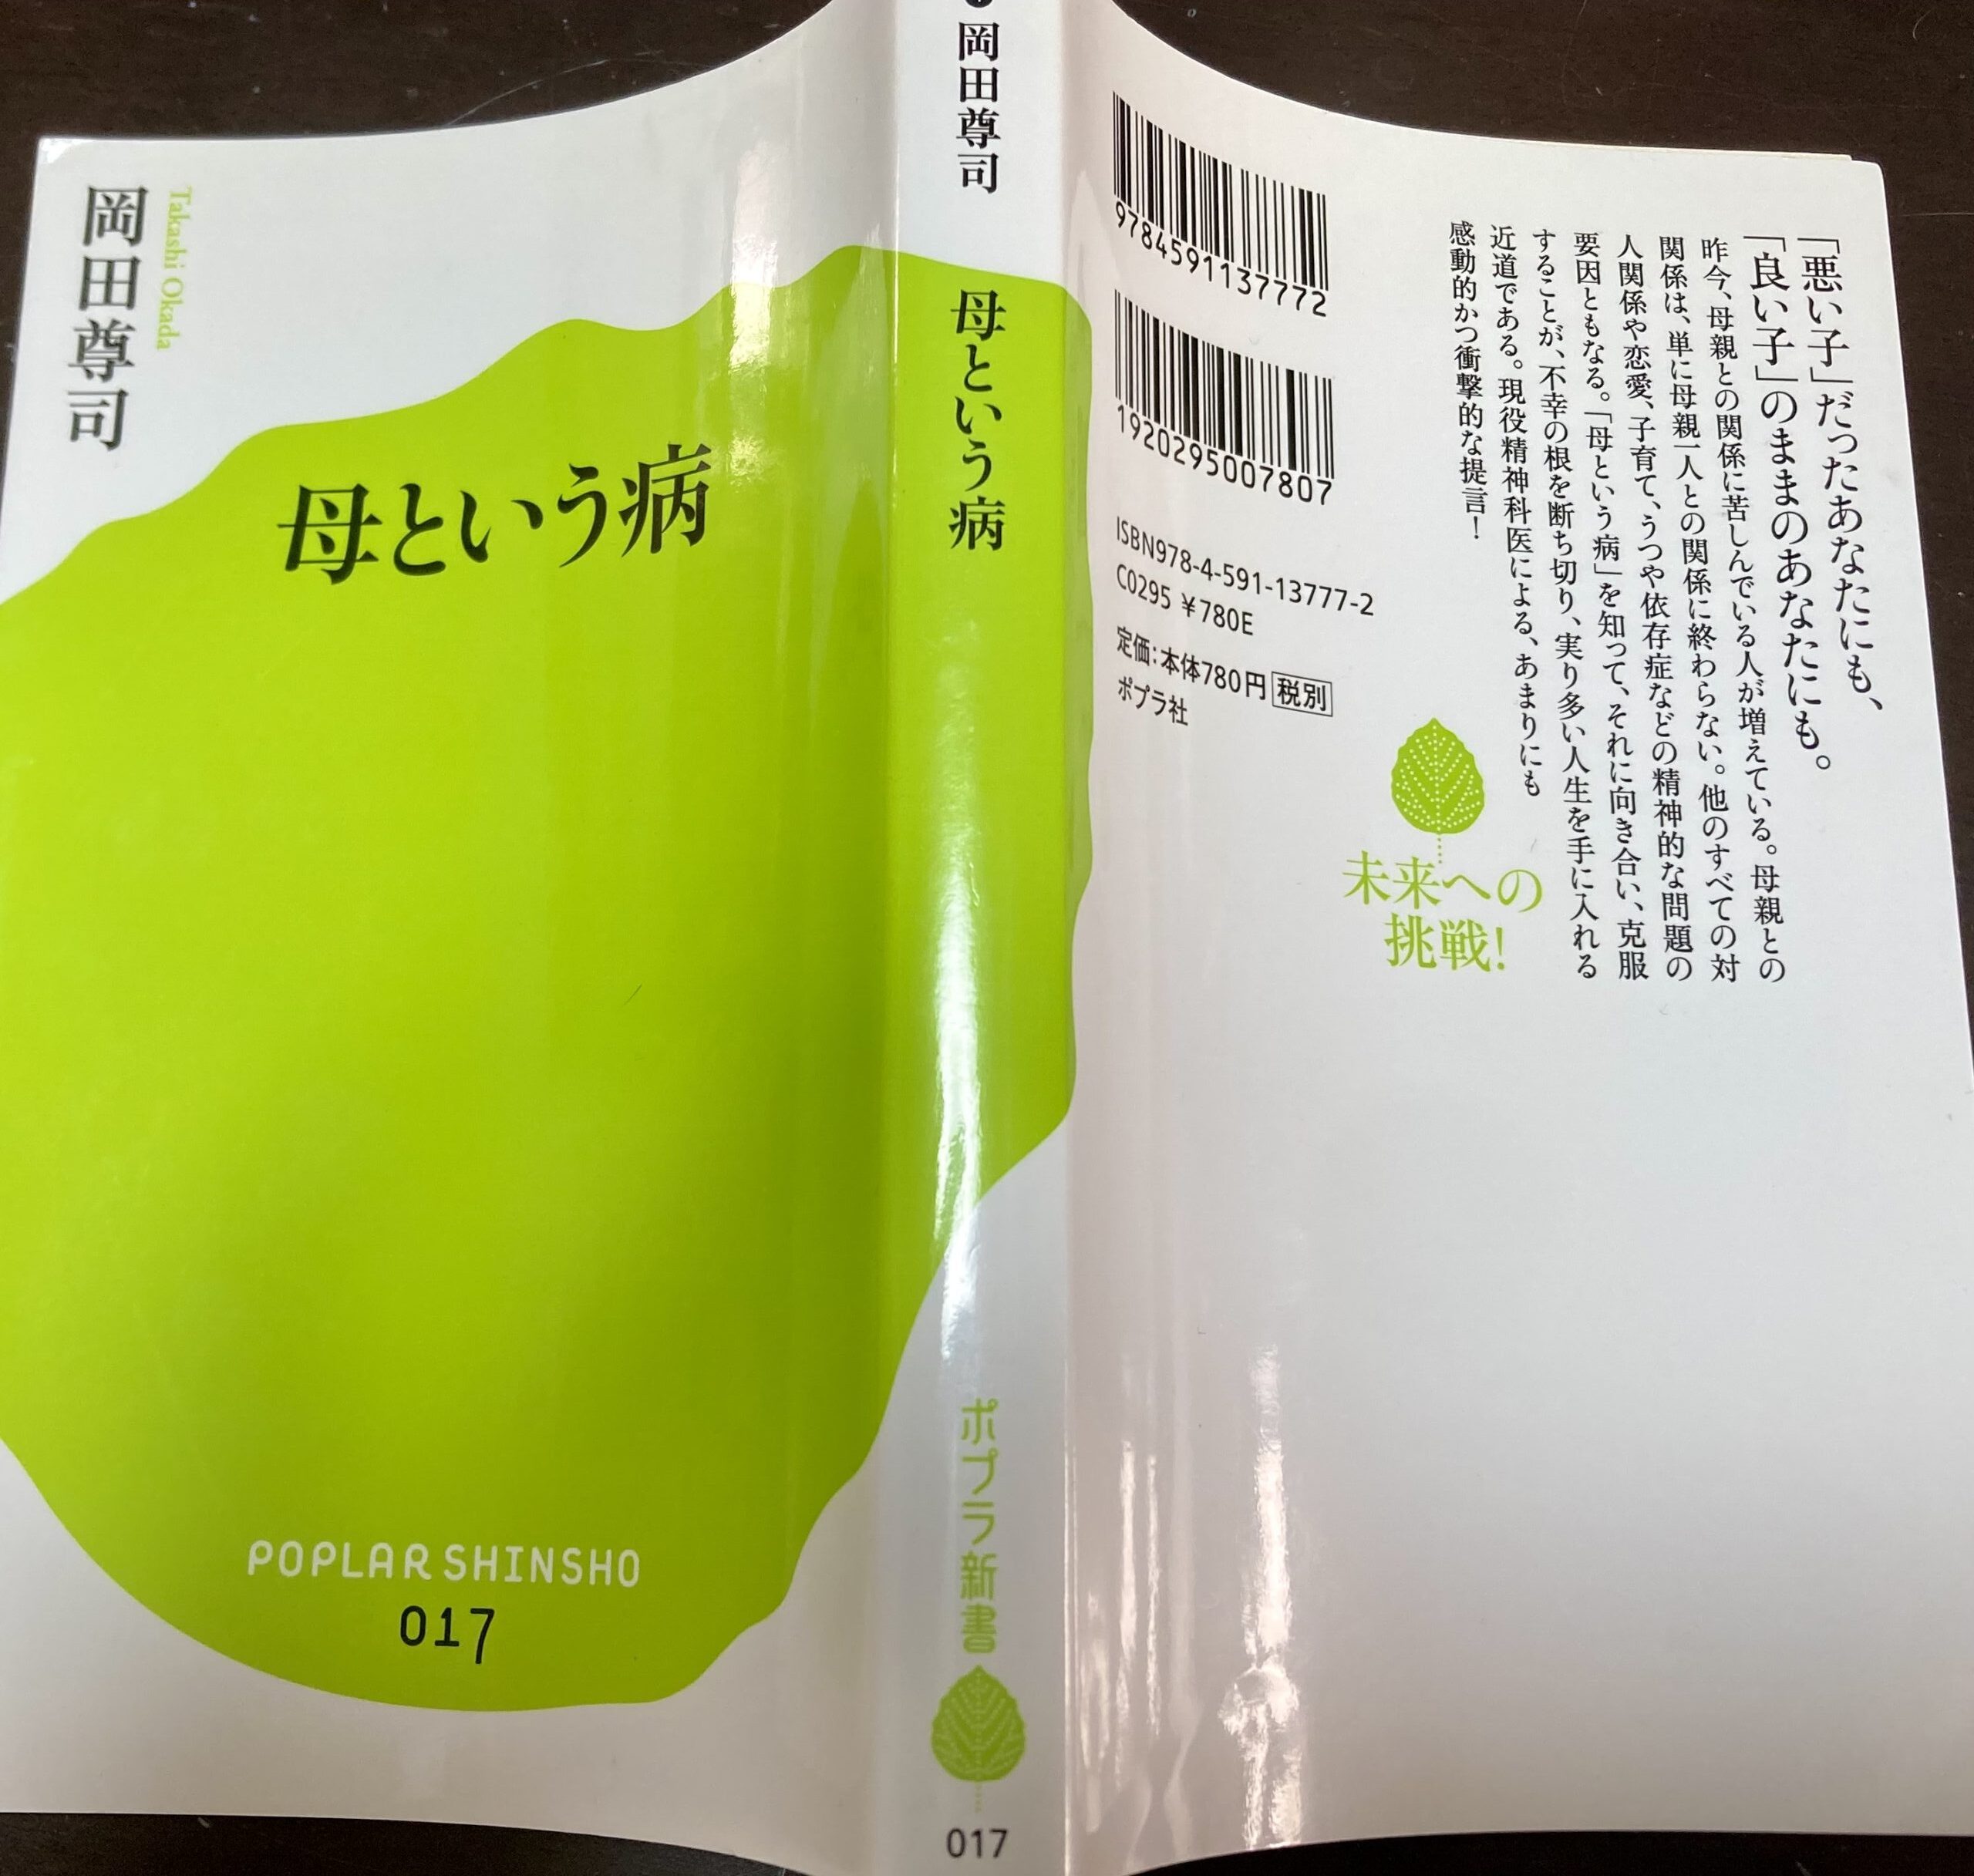 岡田尊司
Takashi Okada
母という病
POPLAR SHINSHO
017
岡田尊司
母という病
ポプラ新書
017
9784591137772
1920295007807
ISBN978-4-591-13777-2
C0295 ¥780E
定価：本体780円 税別
ポプラ社
「悪い子」だったあなたにも、
「良い子」のままのあなたにも。
昨今、母親との関係に苦しんでいる人が増えている。母親との
関係は、単に母親一人との関係に終わらない。他のすべての対
人関係や恋愛、子育て、うつや依存症などの精神的な問題の
要因ともなる。「母という病」を知って、それに向き合い、克服
することが、不幸の根を断ち切り、実り多い人生を手に入れる
近道である。現役精神科医による、あまりにも
感動的かつ衝撃的な提言！
未来への
挑戦！